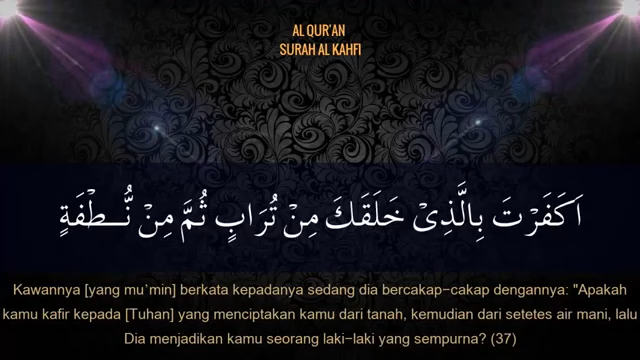 AL QUR'AN
SURAH AL KAHFI
اَكَفَرْتَ بِالَّذِىْ خَلَقَكَ مِنْ تُرَابٍ ثُمَّ مِنْ نُّطْفَةٍ
Kawannya [yang mu'min] berkata kepadanya sedang dia bercakap-cakap dengannya: "Apakah
kamu kafir kepada [Tuhan] yang menciptakan kamu dari tanah, kemudian dari setetes air mani, lalu
Dia menjadikan kamu seorang laki-laki yang sempurna? (37)